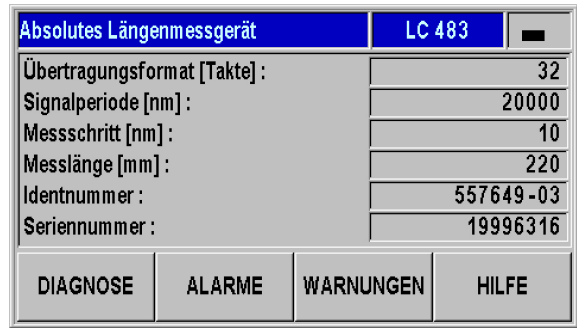 Absolutes Längenmessgerät LC 483
Übertragungsformat [Takte] : 32
Signalperiode [nm] : 20000
Messschritt [nm] : 10
Messlänge [mm] : 220
Identnummer : 557649-03
Seriennummer : 19996316
DIAGNOSE ALARME WARNUNGEN HILFE